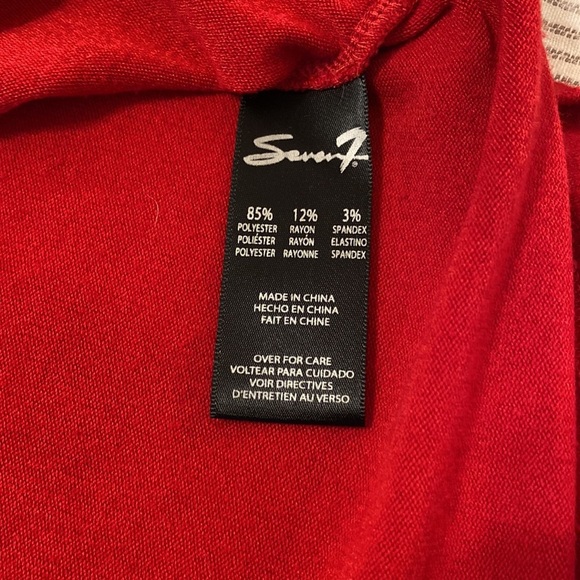 Seven7
85% 12% 3%
POLYESTER RAYON SPANDEX
POLIÉSTER RAYÓN ELASTINO
POLYESTER RAYONNE SPANDEX
MADE IN CHINA
HECHO EN CHINA
FAIT EN CHINE
OVER FOR CARE
VOLTEAR PARA CUIDADO
VOIR DIRECTIVES
D'ENTRETIEN AU VERSO